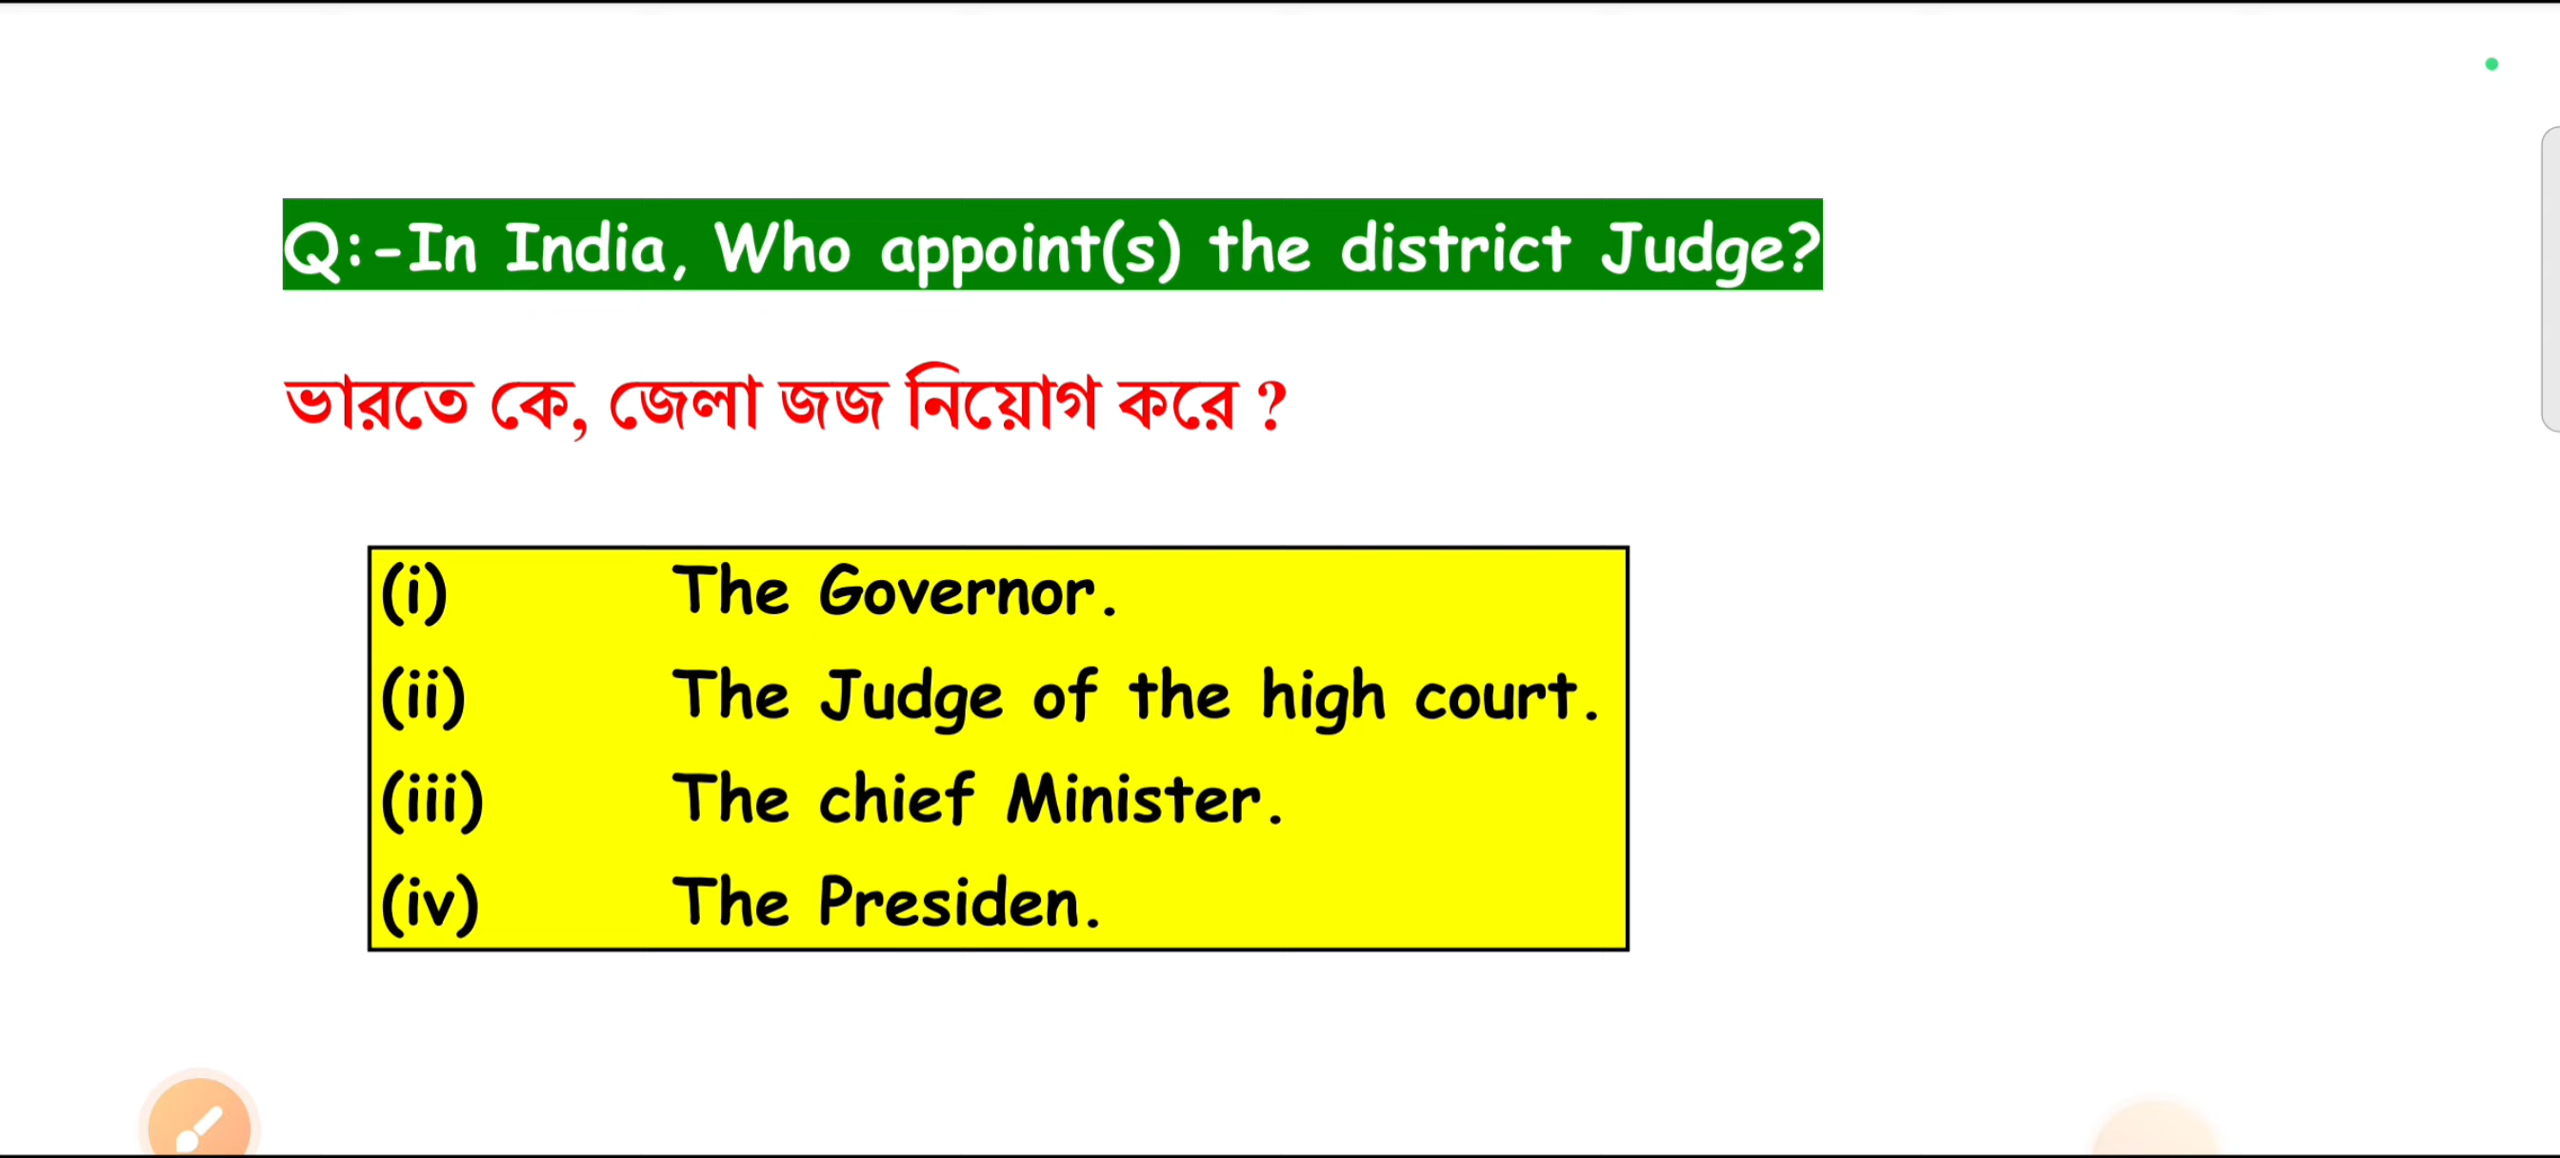 Q:-In India, Who appoint(s) the district Judge?
ভারতে কে, জেলা জজ নিয়োগ করে ?
(i) The Governor.
(ii) The Judge of the high court.
(iii) The chief Minister.
(iv) The Presiden.